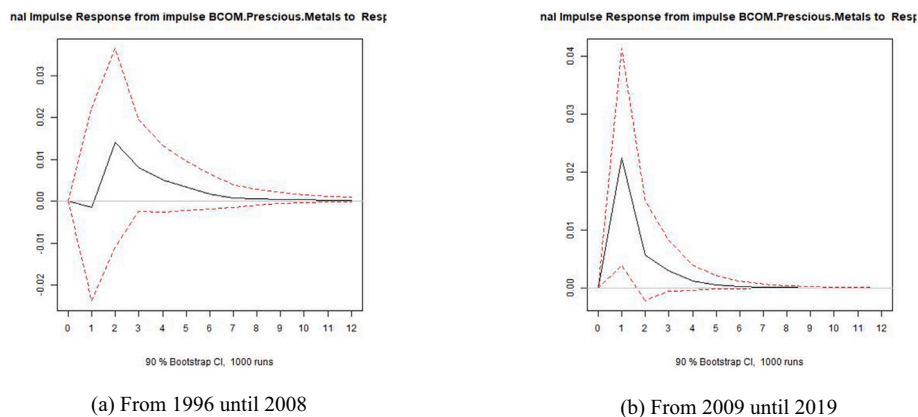 nal Impulse Response from impulse BCOM.Prescious.Metals to Resp
0.03
0.02
0.01
0.00
-0.01
-0.02
0 1 2 3 4 5 6 7 8 9 10 11 12
90 % Bootstrap CI, 1000 runs
(a) From 1996 until 2008
nal Impulse Response from impulse BCOM.Prescious.Metals to Resp
0.04
0.03
0.02
0.01
0.00
0 1 2 3 4 5 6 7 8 9 10 11 12
90 % Bootstrap CI, 1000 runs
(b) From 2009 until 2019